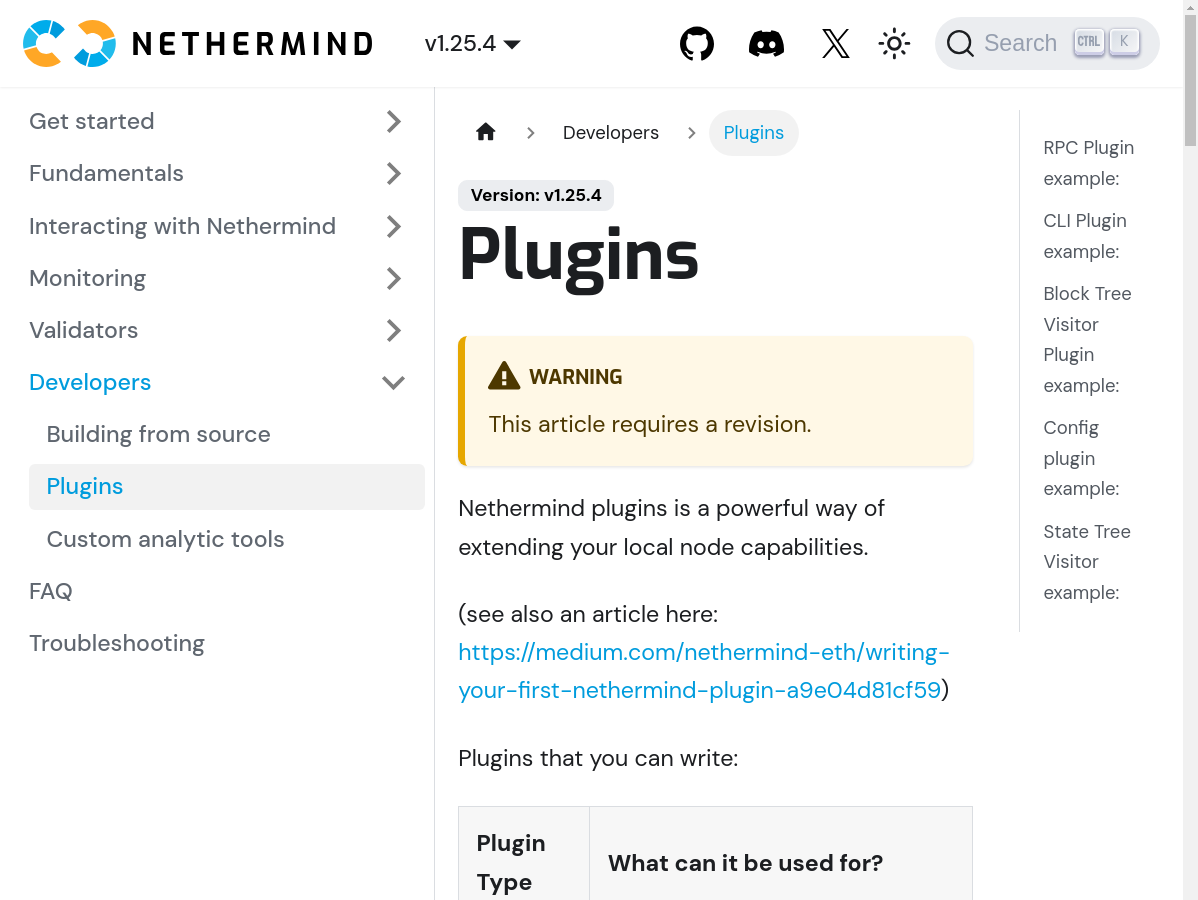 NETHERMIND
v1.25.4
Search
CTRL
K
Get started
Fundamentals
Interacting with Nethermind
Monitoring
Validators
Developers
Building from source
Plugins
Custom analytic tools
FAQ
Troubleshooting
Developers
Plugins
Version: v1.25.4
Plugins
WARNING
This article requires a revision.
Nethermind plugins is a powerful way of
extending your local node capabilities.
(see also an article here:
https://medium.com/nethermind-eth/writing-
your-first-nethermind-plugin-a9e04d81cf59)
Plugins that you can write:
Plugin
Type
What can it be used for?
RPC Plugin
example:
CLI Plugin
example:
Block Tree
Visitor
Plugin
example:
Config
plugin
example:
State Tree
Visitor
example: